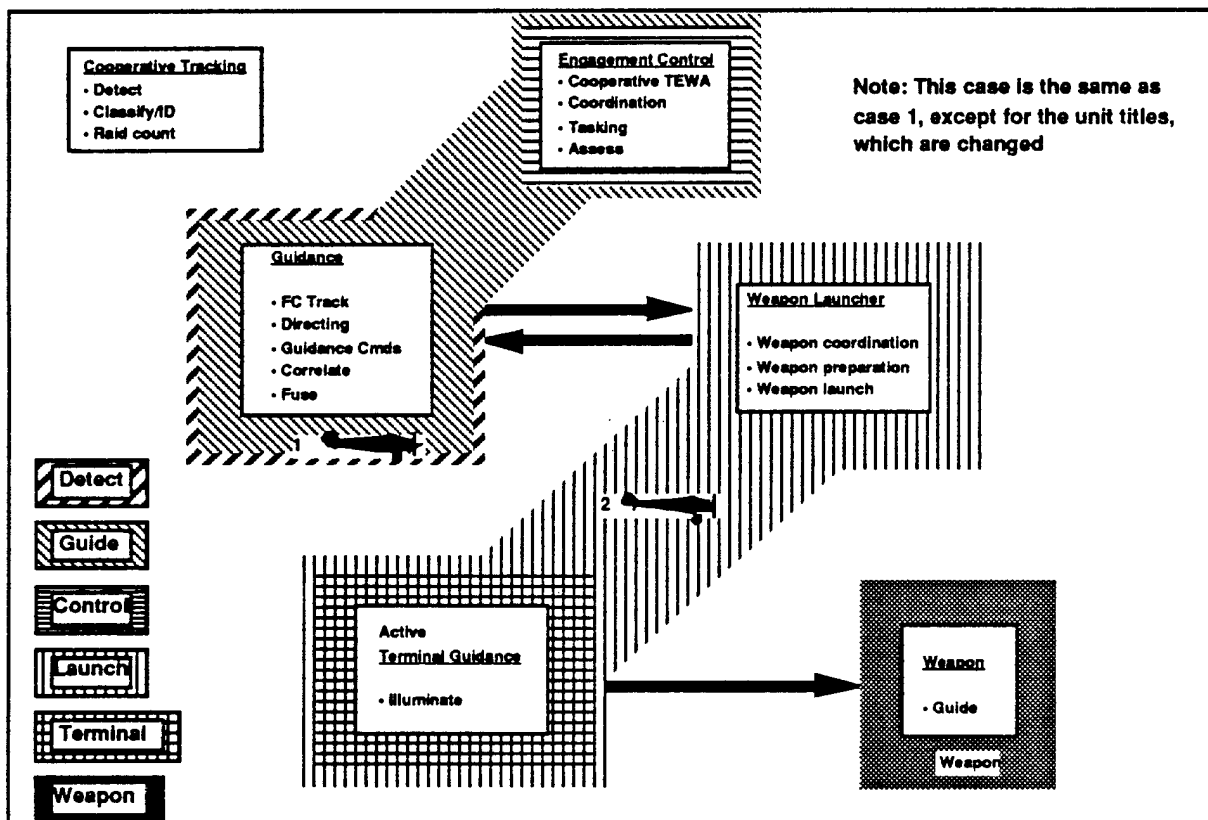 Cooperative Tracking
• Detect
• Classify/ID
• Raid count
Engagement Control
• Cooperative TEWA
• Coordination
• Tasking
• Assess
Note: This case is the same as
case 1, except for the unit titles,
which are changed
Guidance
• FC Track
• Directing
• Guidance Cmds
• Correlate
• Fuse
1
Weapon Launcher
• Weapon coordination
• Weapon preparation
• Weapon launch
2
Detect
Guide
Control
Launch
Terminal
Weapon
Active
Terminal Guidance
• Illuminate
Weapon
• Guide
Weapon